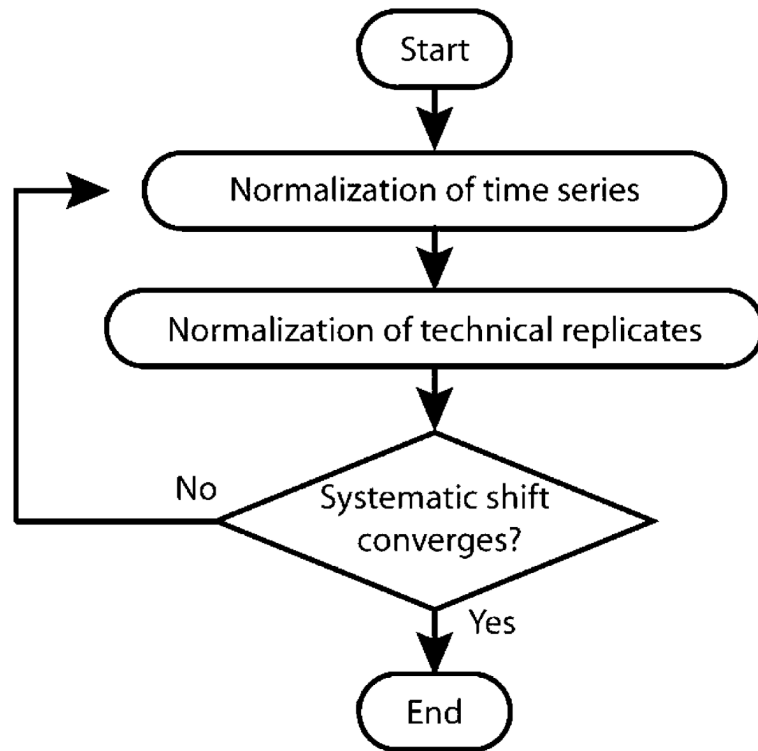 Start
Normalization of time series
Normalization of technical replicates
No
Systematic shift
converges?
Yes
End